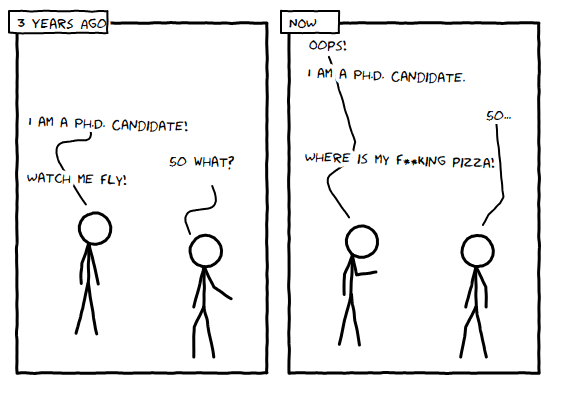 3 YEARS AGO
I AM A PH.D. CANDIDATE!
SO WHAT?
WATCH ME FLY!
NOW
OOPS!
I AM A PH.D. CANDIDATE.
SO...
WHERE IS MY F**KING PIZZA!